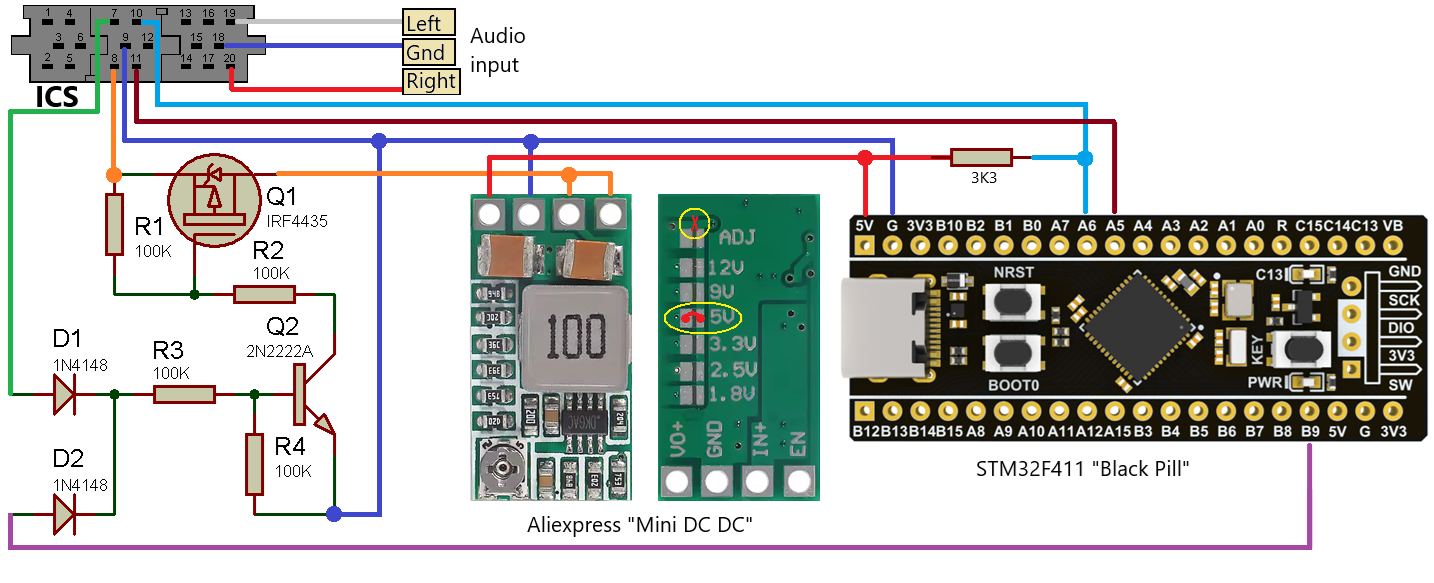 1 4 7 10 13 16 19
3 6 9 12 15 18
2 5 8 11 14 17 20
ICS
Left
Gnd
Right
Audio
input
Q1
IRF4435
R1
100K
R2
100K
D1
1N4148
R3
100K
Q2
2N2222A
R4
100K
D2
1N4148
100
ADJ
12V
9V
5V
3.3V
2.5V
1.8V
VO+
GND
IN+
EN
Aliexpress "Mini DC DC"
3K3
5V G 3V3 B10 B2 B1 B0 A7 A6 A5 A4 A3 A2 A1 A0 R C15 C14 C13 VB
NRST
BOOT0
C13
KEY
PWR
GND
SCK
DIO
3V3
SW
B12 B13 B14 B15 A8 A9 A10 A11 A12 A15 B3 B4 B5 B6 B7 B8 B9 5V G 3V3
STM32F411 "Black Pill"